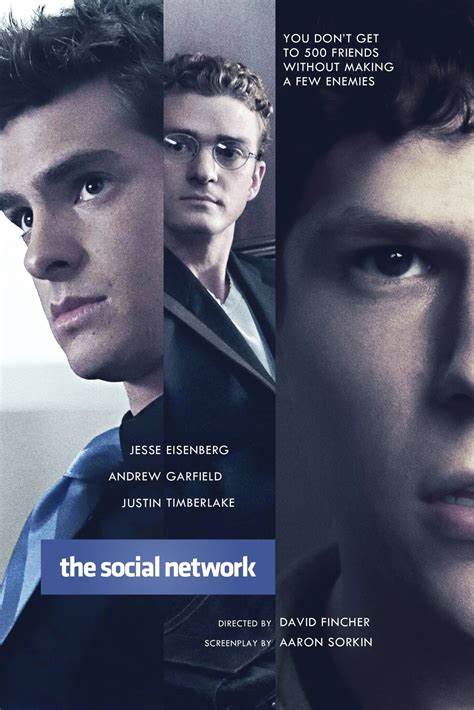 YOU DON'T GET
TO 500 FRIENDS
WITHOUT MAKING
A FEW ENEMIES
JESSE EISENBERG
ANDREW GARFIELD
JUSTIN TIMBERLAKE
the social network
DIRECTED BY DAVID FINCHER
SCREENPLAY BY AARON SORKIN